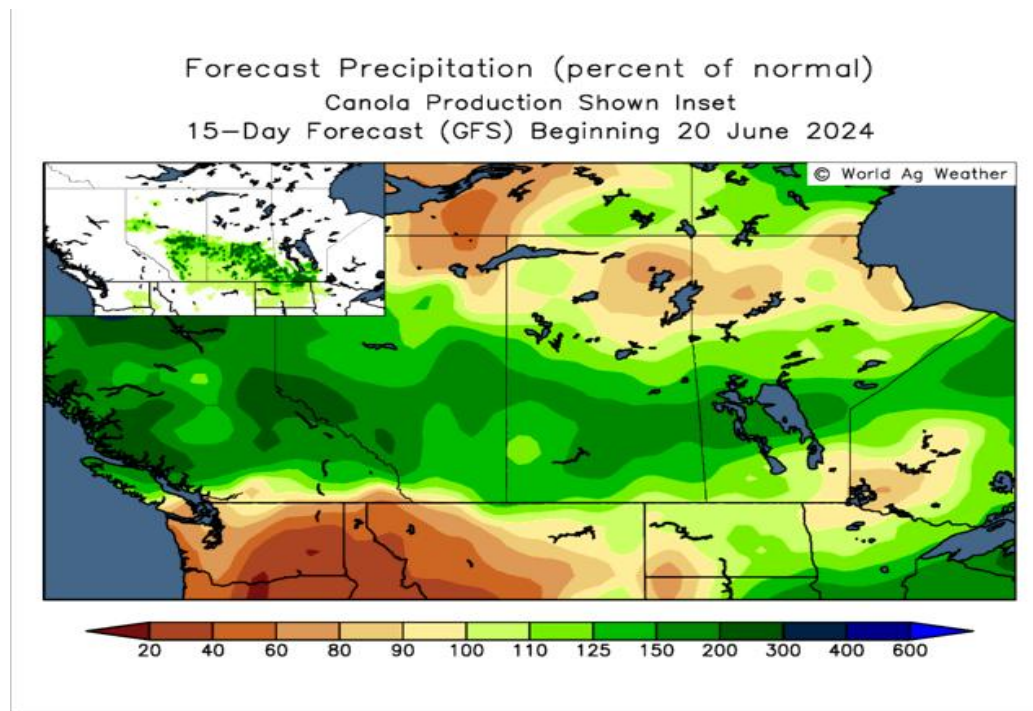 Forecast Precipitation (percent of normal)
Canola Production Shown Inset
15-Day Forecast (GFS) Beginning 20 June 2024
© World Ag Weather
20 40 60 80 90 100 110 125 150 200 300 400 600